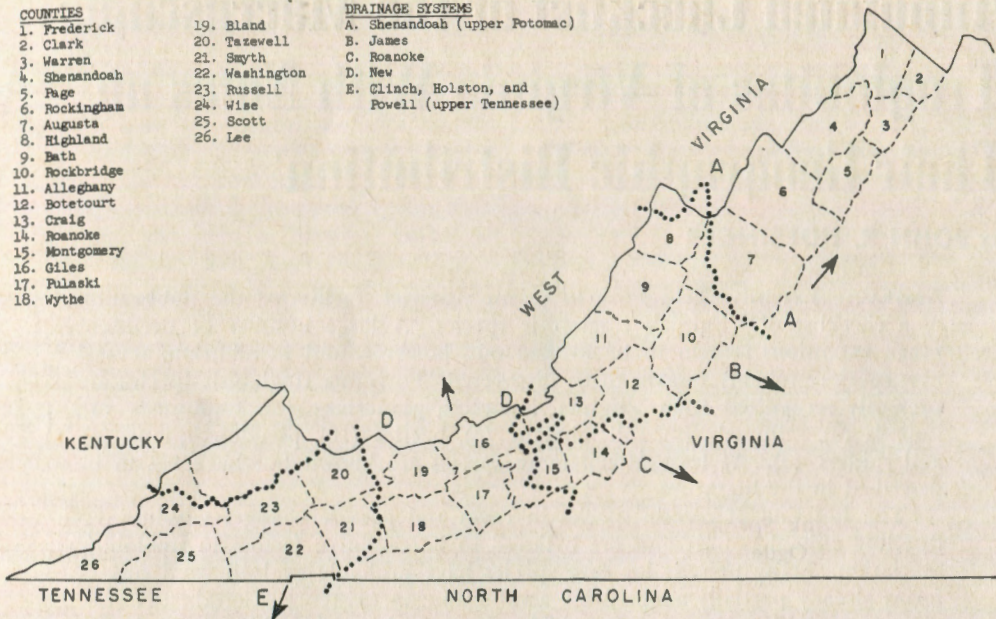 COUNTIES
1. Frederick
2. Clark
3. Warren
4. Shenandoah
5. Page
6. Rockingham
7. Augusta
8. Highland
9. Bath
10. Rockbridge
11. Alleghany
12. Botetourt
13. Craig
14. Roanoke
15. Montgomery
16. Giles
17. Pulaski
18. Wythe
19. Bland
20. Tazewell
21. Smyth
22. Washington
23. Russell
24. Wise
25. Scott
26. Lee
DRAINAGE SYSTEMS
A. Shenandoah (upper Potomac)
B. James
C. Roanoke
D. New
E. Clinch, Holston, and
Powell (upper Tennessee)
1
2
3
4
5
6
7
8
9
10
11
12
13
14
15
16
17
18
19
20
21
22
23
24
25
26
WEST VIRGINIA
A
A
B
C
D
D
E
KENTUCKY
VIRGINIA
TENNESSEE
NORTH CAROLINA